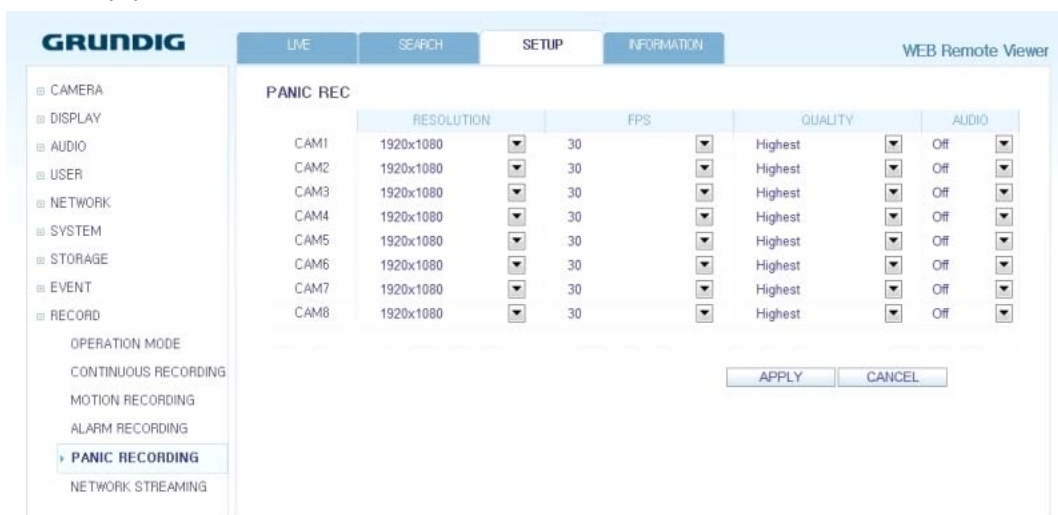 GRUNDIG
LIVE SEARCH SETUP INFORMATION
WEB Remote Viewer
CAMERA
DISPLAY
AUDIO
USER
NETWORK
SYSTEM
STORAGE
EVENT
RECORD
OPERATION MODE
CONTINUOUS RECORDING
MOTION RECORDING
ALARM RECORDING
PANIC RECORDING
NETWORK STREAMING
PANIC REC
RESOLUTION FPS QUALITY AUDIO
CAM1 1920x1080 30 Highest Off
CAM2 1920x1080 30 Highest Off
CAM3 1920x1080 30 Highest Off
CAM4 1920x1080 30 Highest Off
CAM5 1920x1080 30 Highest Off
CAM6 1920x1080 30 Highest Off
CAM7 1920x1080 30 Highest Off
CAM8 1920x1080 30 Highest Off
APPLY CANCEL